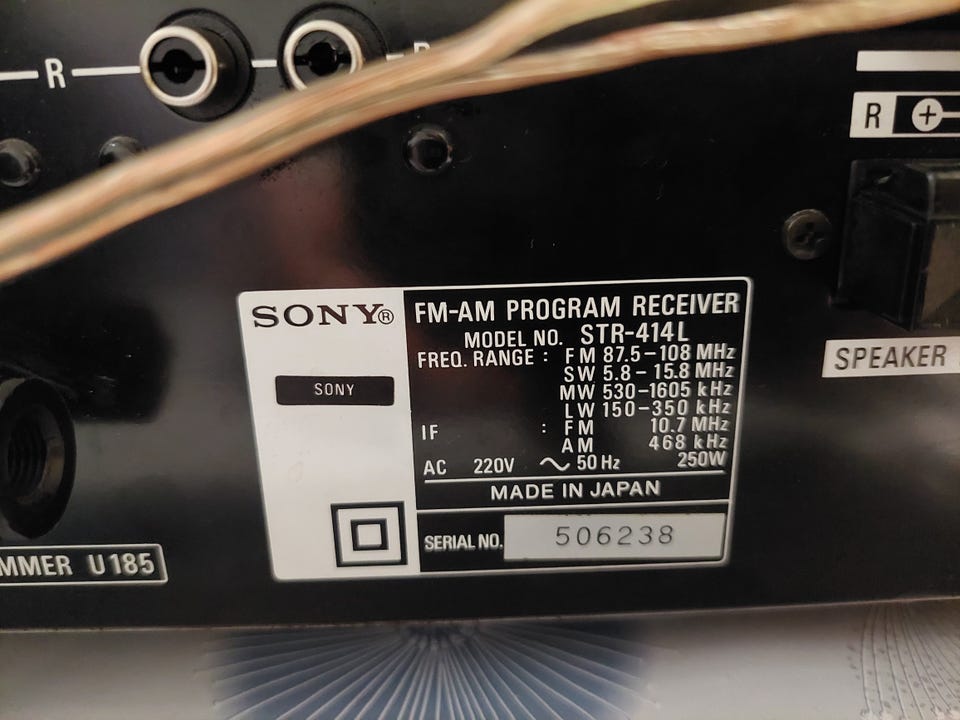 R
R
R
SONY®
SONY
FM-AM PROGRAM RECEIVER
MODEL NO. STR-414L
FREQ. RANGE : FM 87.5-108 MHz
SW 5.8-15.8 MHz
MW 530-1605 kHz
LW 150-350 kHz
IF : FM 10.7 MHz
AM 468 kHz
AC 220V ~ 50 Hz 250W
MADE IN JAPAN
SERIAL NO. 506238
SPEAKER
MMER U185